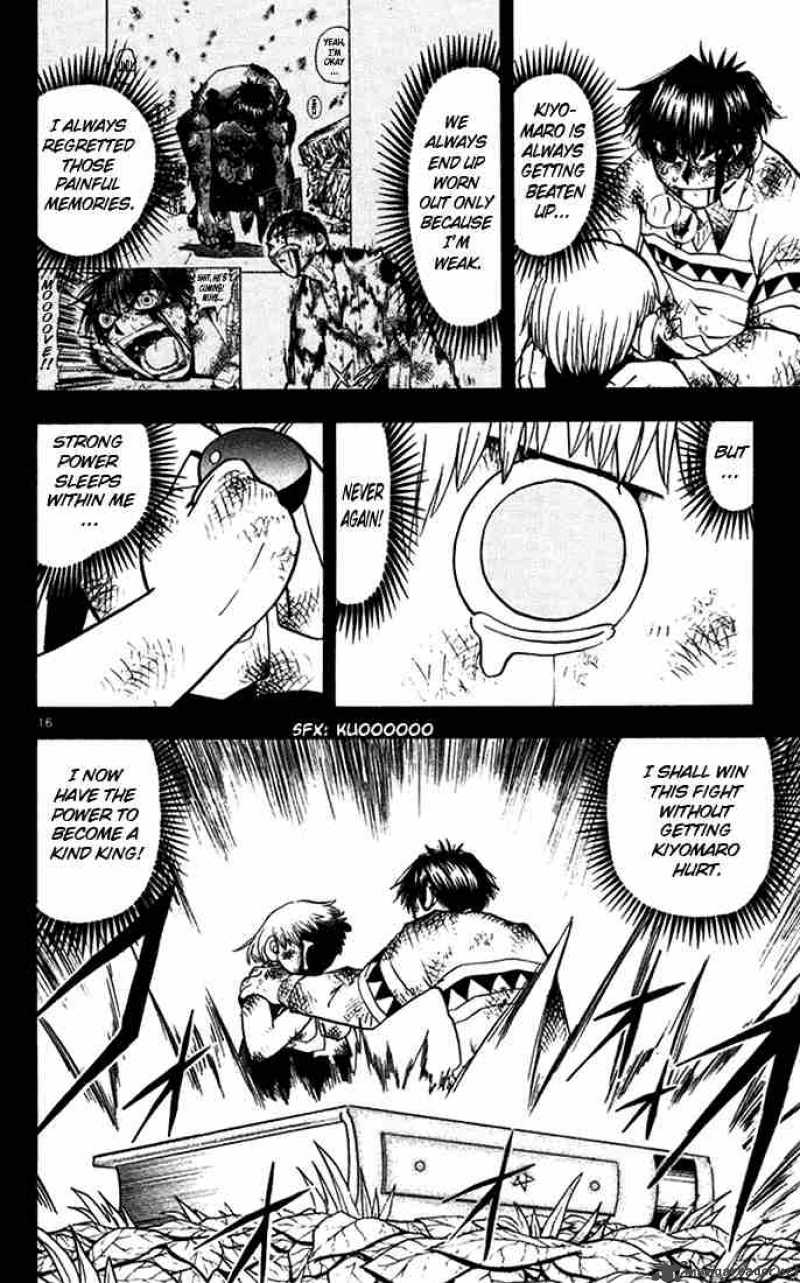 KIYO-
MARO IS
ALWAYS
GETTING
BEATEN
UP...
WE
ALWAYS
END UP
WORN
OUT ONLY
BECAUSE
I'M
WEAK.
YEAH,
I'M
OKAY
...
I ALWAYS
REGRETTED
THOSE
PAINFUL
MEMORIES.
SHIT, HE'S
COMING!
MOVE...
MOOOOVE!!
BUT
...
NEVER
AGAIN!
STRONG
POWER
SLEEPS
WITHIN ME
...
16
SFX: KUOOOOOO
I SHALL WIN
THIS FIGHT
WITHOUT
GETTING
KIYOMARO
HURT.
I NOW
HAVE THE
POWER TO
BECOME A
KIND KING!